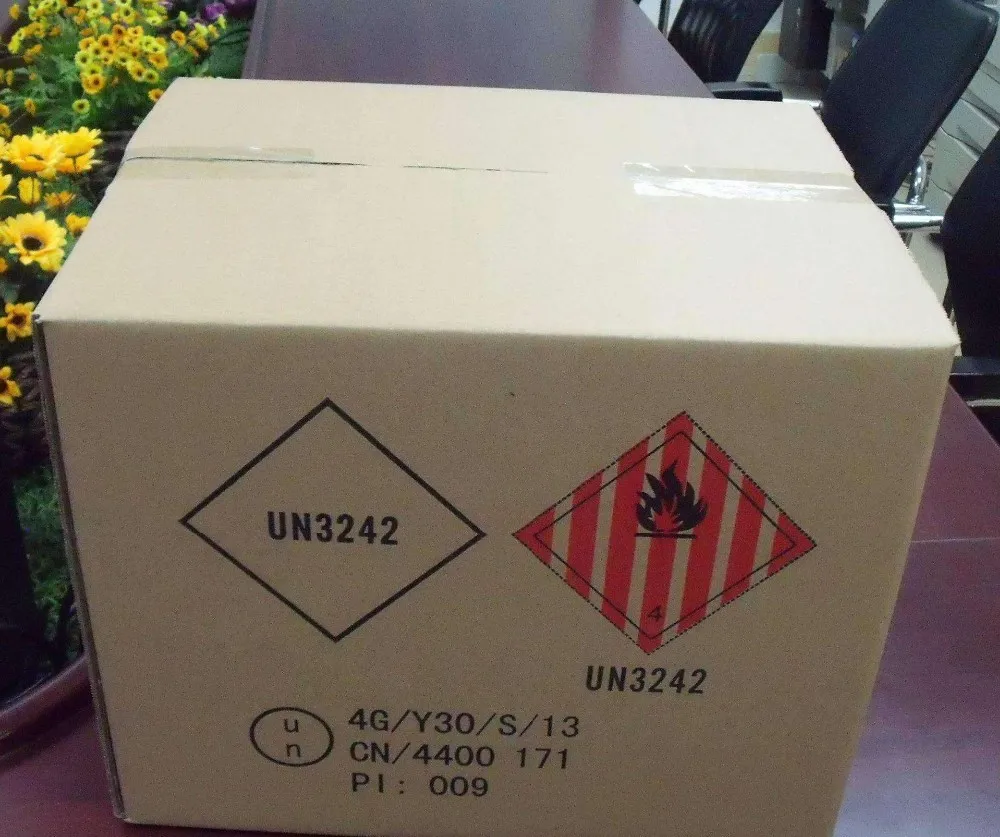 UN3242
4
UN3242
u
n
4G/Y30/S/13
CN/4400 171
PI: 009